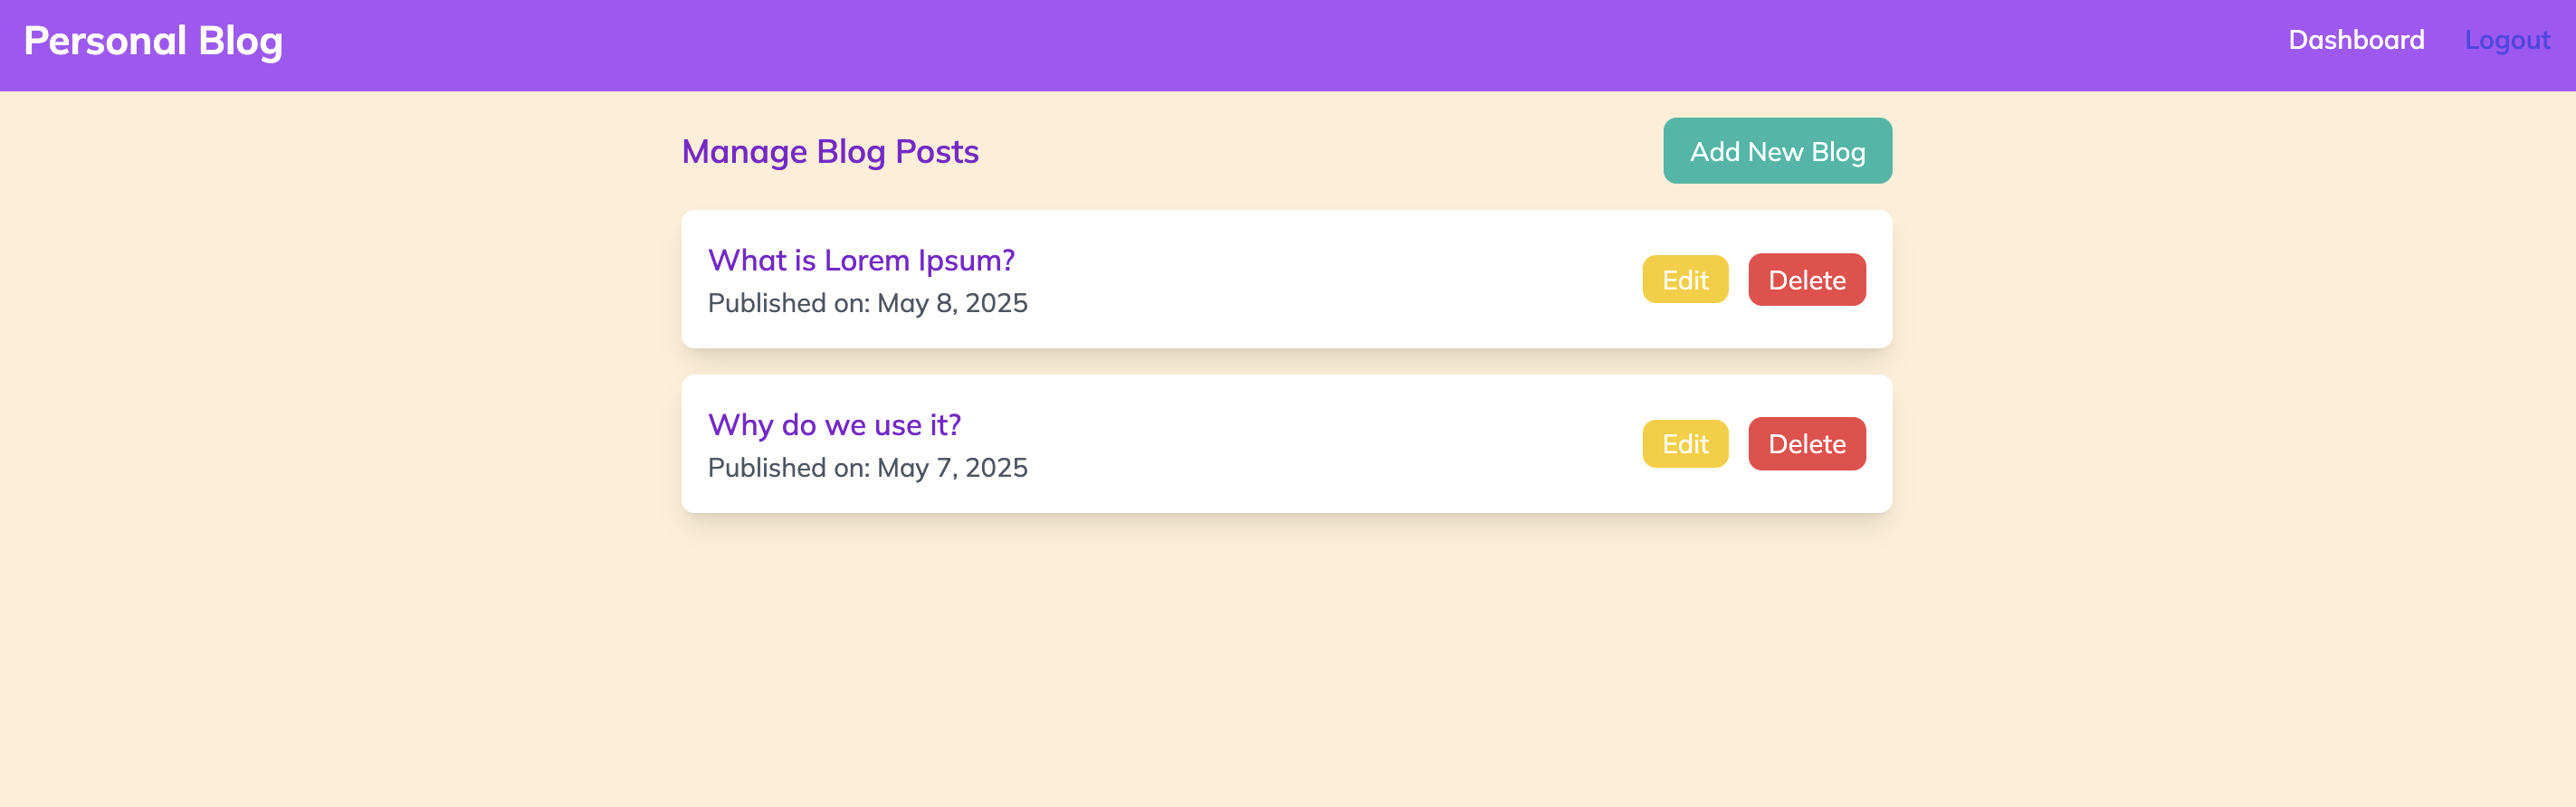 Personal Blog
Dashboard
Logout
Manage Blog Posts
Add New Blog
What is Lorem Ipsum?
Published on: May 8, 2025
Edit
Delete
Why do we use it?
Published on: May 7, 2025
Edit
Delete